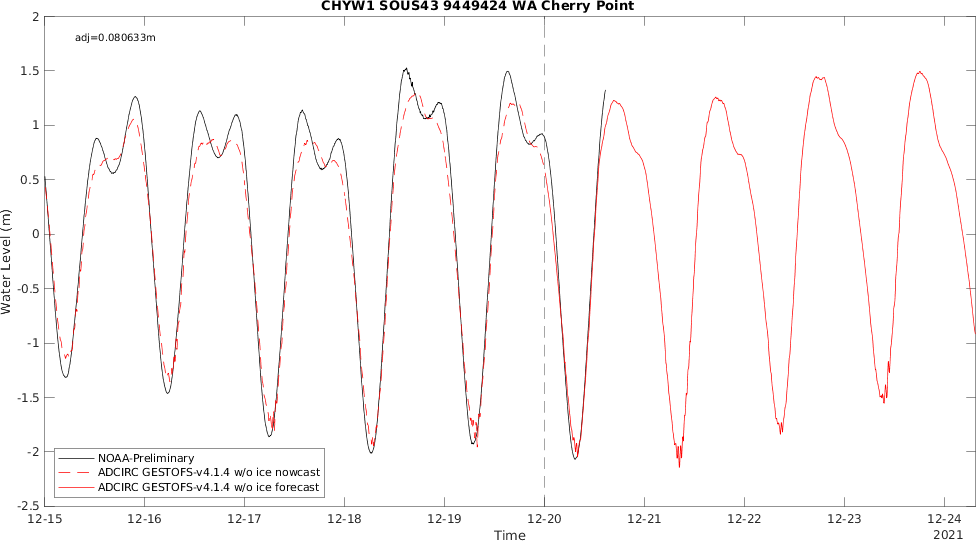 CHYW1 SOUS43 9449424 WA Cherry Point
adj=0.080633m
2
1.5
1
0.5
0
-0.5
-1
-1.5
-2
-2.5
Water Level (m)
NOAA-Preliminary
ADCIRC GESTOFS-v4.1.4 w/o ice nowcast
ADCIRC GESTOFS-v4.1.4 w/o ice forecast
12-15 12-16 12-17 12-18 12-19 12-20 12-21 12-22 12-23 12-24
Time
2021